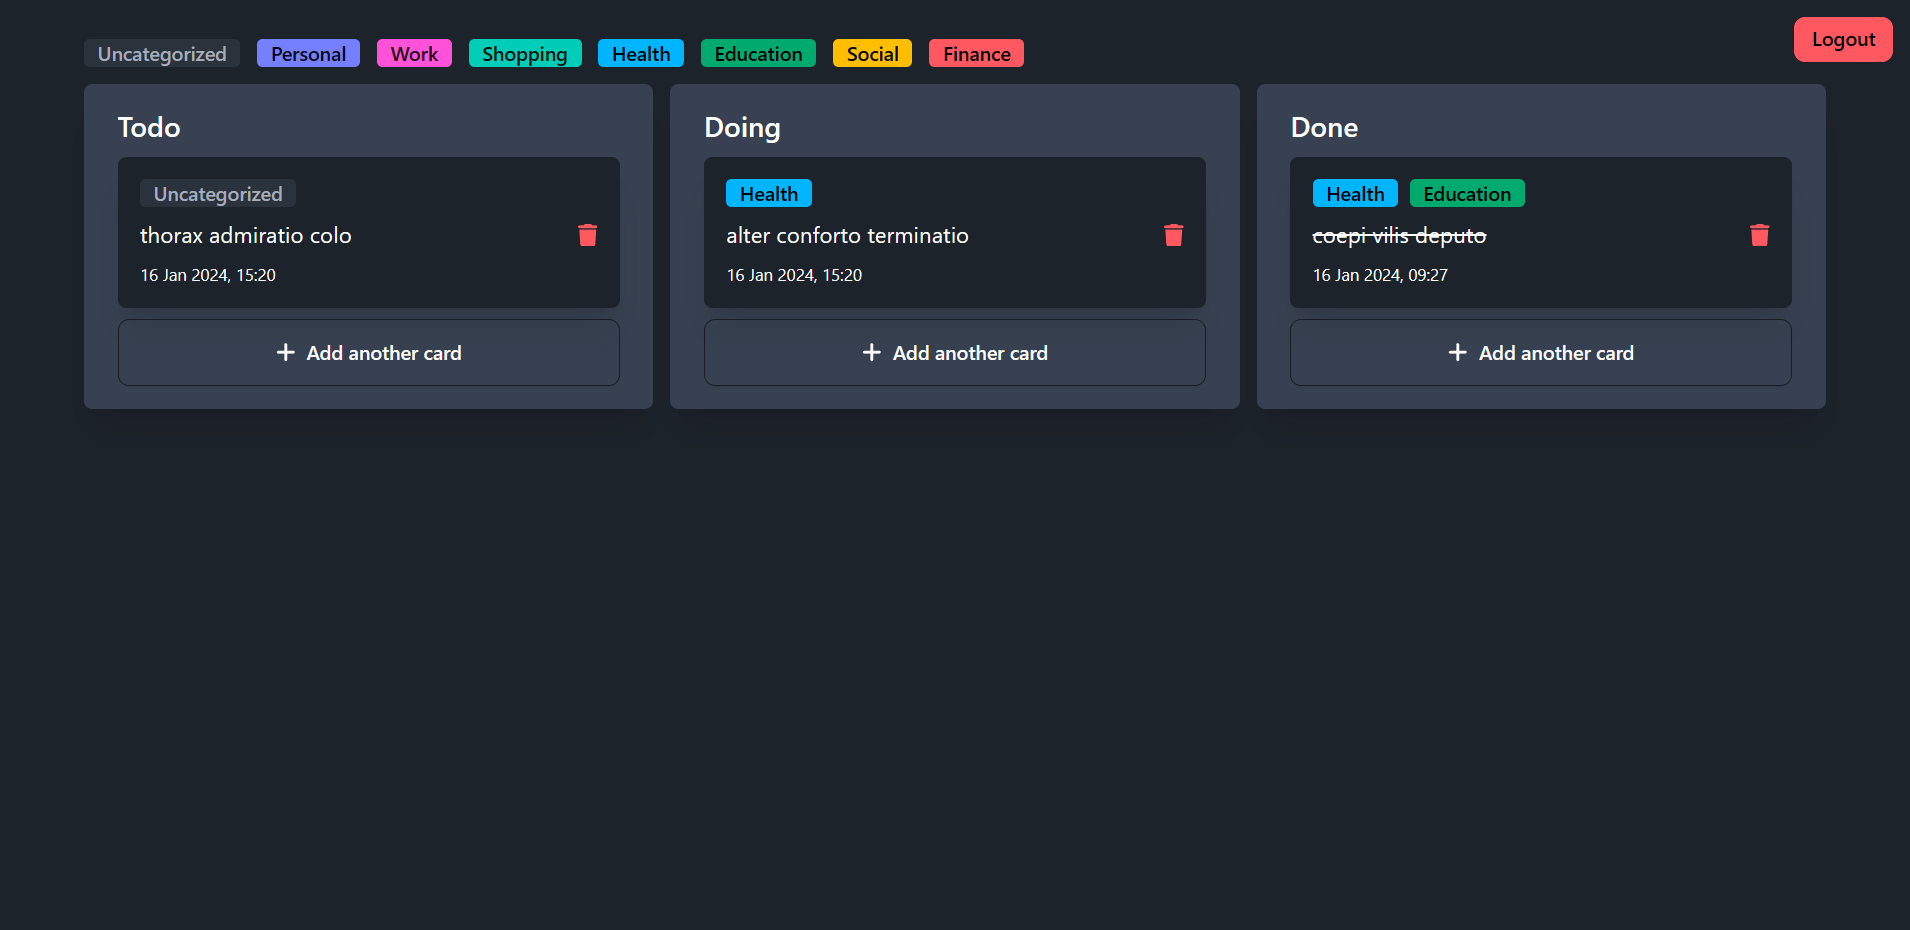 Logout
Uncategorized Personal Work Shopping Health Education Social Finance
Todo
Uncategorized
thorax admiratio colo
16 Jan 2024, 15:20
Add another card
Doing
Health
alter conforto terminatio
16 Jan 2024, 15:20
Add another card
Done
Health Education
coepi vilis deputo
16 Jan 2024, 09:27
Add another card